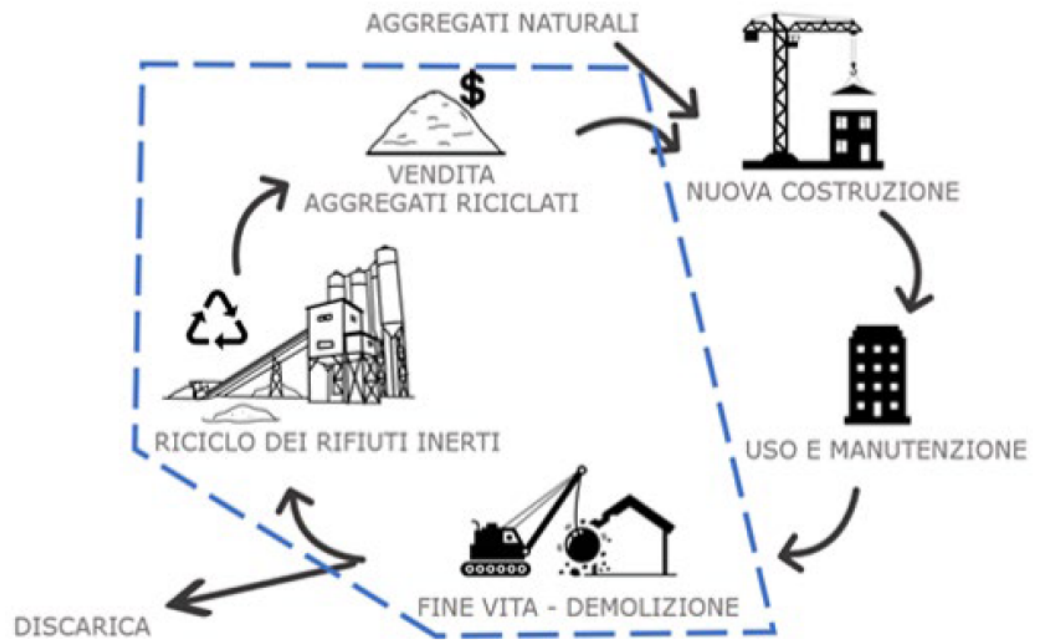 AGGREGATI NATURALI
$
VENDITA
AGGREGATI RICICLATI
NUOVA COSTRUZIONE
RICICLO DEI RIFIUTI INERTI
USO E MANUTENZIONE
FINE VITA - DEMOLIZIONE
DISCARICA